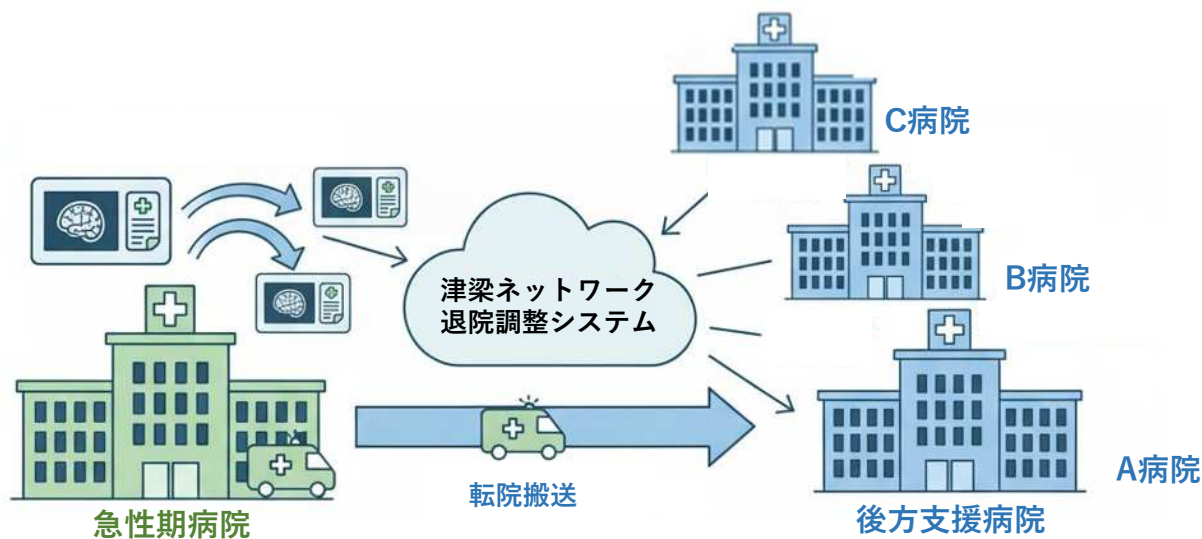 C病院
B病院
津梁ネットワーク
退院調整システム
A病院
転院搬送
急性期病院
後方支援病院